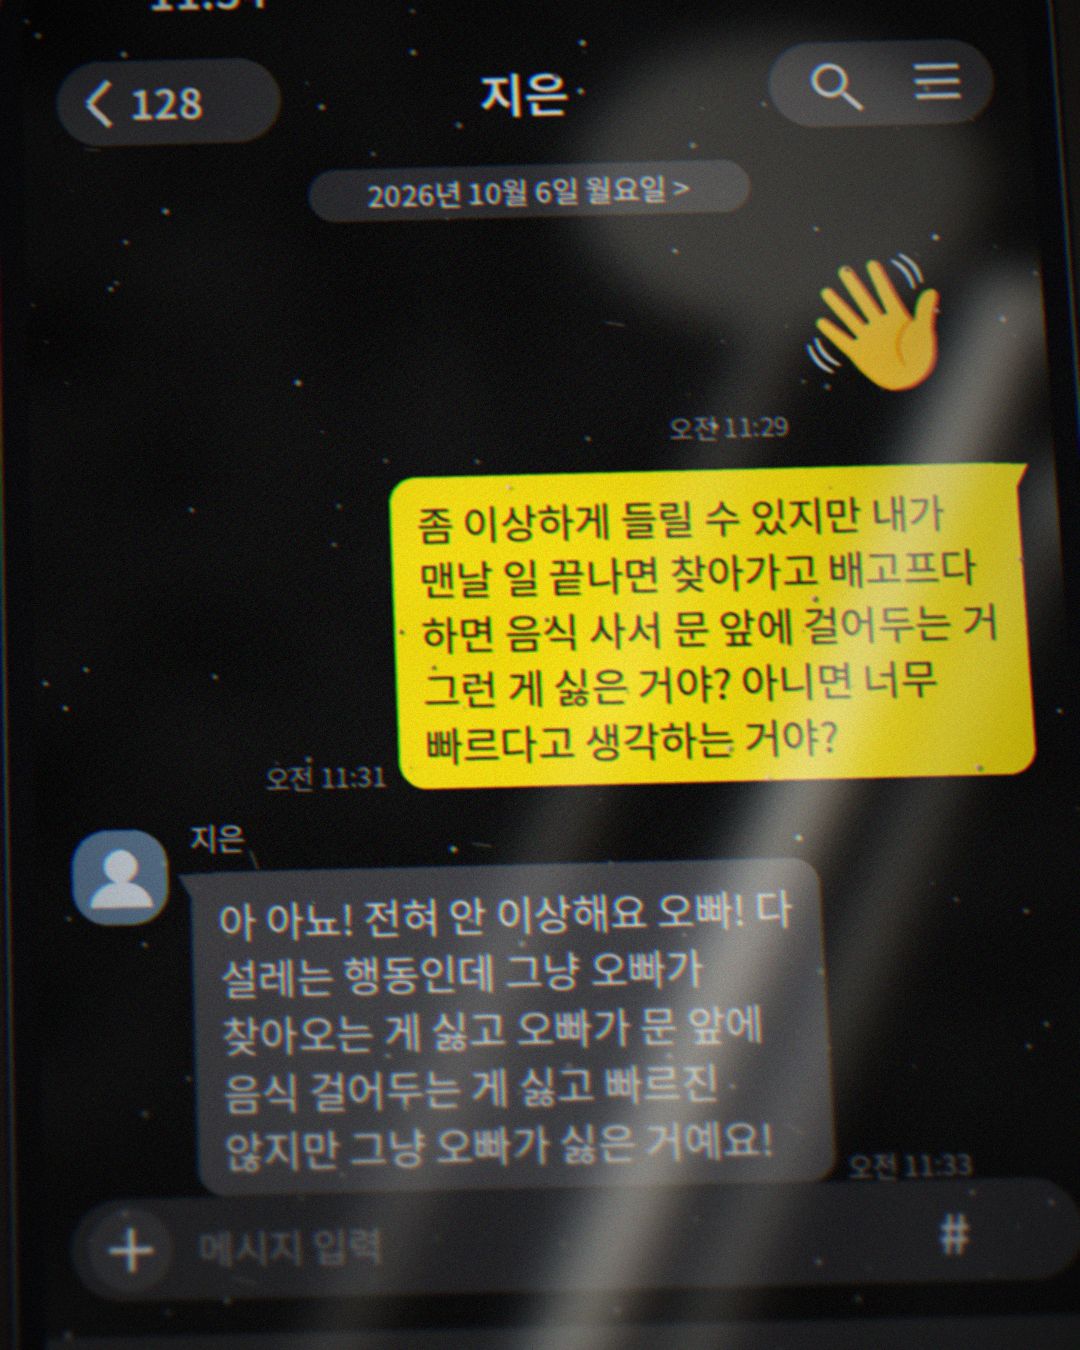 128
지은
2026년 10월 6일 월요일 >
오전 11:29
좀 이상하게 들릴 수 있지만 내가
맨날 일 끝나면 찾아가고 배고프다
하면 음식 사서 문 앞에 걸어두는 거
그런 게 싫은 거야? 아니면 너무
빠르다고 생각하는 거야?
오전 11:31
지은
아 아뇨! 전혀 안 이상해요 오빠! 다
설레는 행동인데 그냥 오빠가
찾아오는 게 싫고 오빠가 문 앞에
음식 걸어두는 게 싫고 빠르진
않지만 그냥 오빠가 싫은 거예요!
오전 11:33
메시지 입력
#